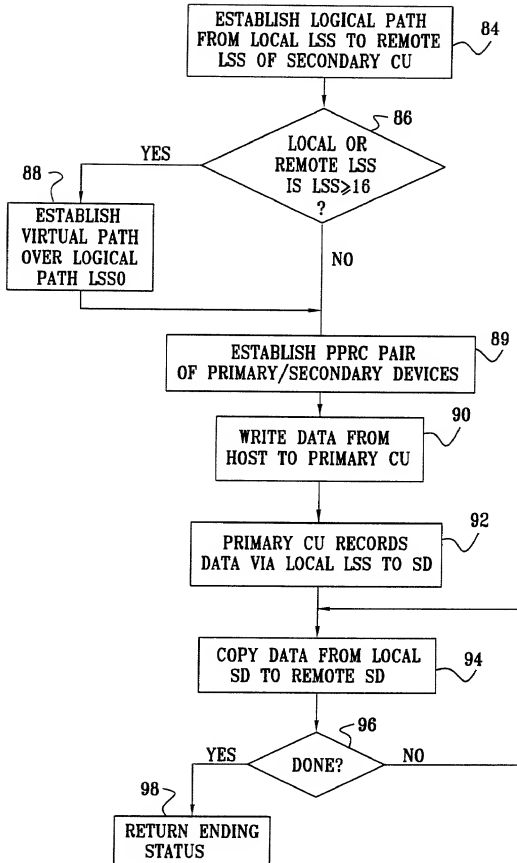 ESTABLISH LOGICAL PATH
FROM LOCAL LSS TO REMOTE
LSS OF SECONDARY CU
84
86
LOCAL OR
REMOTE LSS
IS LSS≥16
?
YES
88
ESTABLISH
VIRTUAL PATH
OVER LOGICAL
PATH LSS0
NO
89
ESTABLISH PPRC PAIR
OF PRIMARY/SECONDARY DEVICES
90
WRITE DATA FROM
HOST TO PRIMARY CU
92
PRIMARY CU RECORDS
DATA VIA LOCAL LSS TO SD
COPY DATA FROM LOCAL
SD TO REMOTE SD
94
96
YES
DONE?
NO
98
RETURN ENDING
STATUS